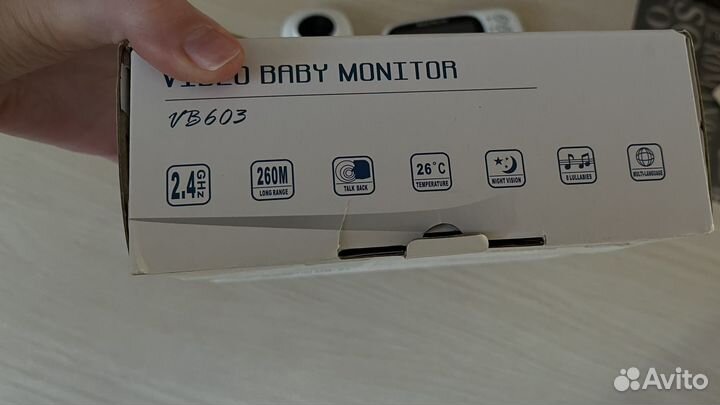 VIDEO BABY MONITOR
VB603
2.4 GHz
260M
LONG RANGE
TALK BACK
26°C
TEMPERATURE
NIGHT VISION
8 LULLABIES
MULTI-LANGUAGE
Avito